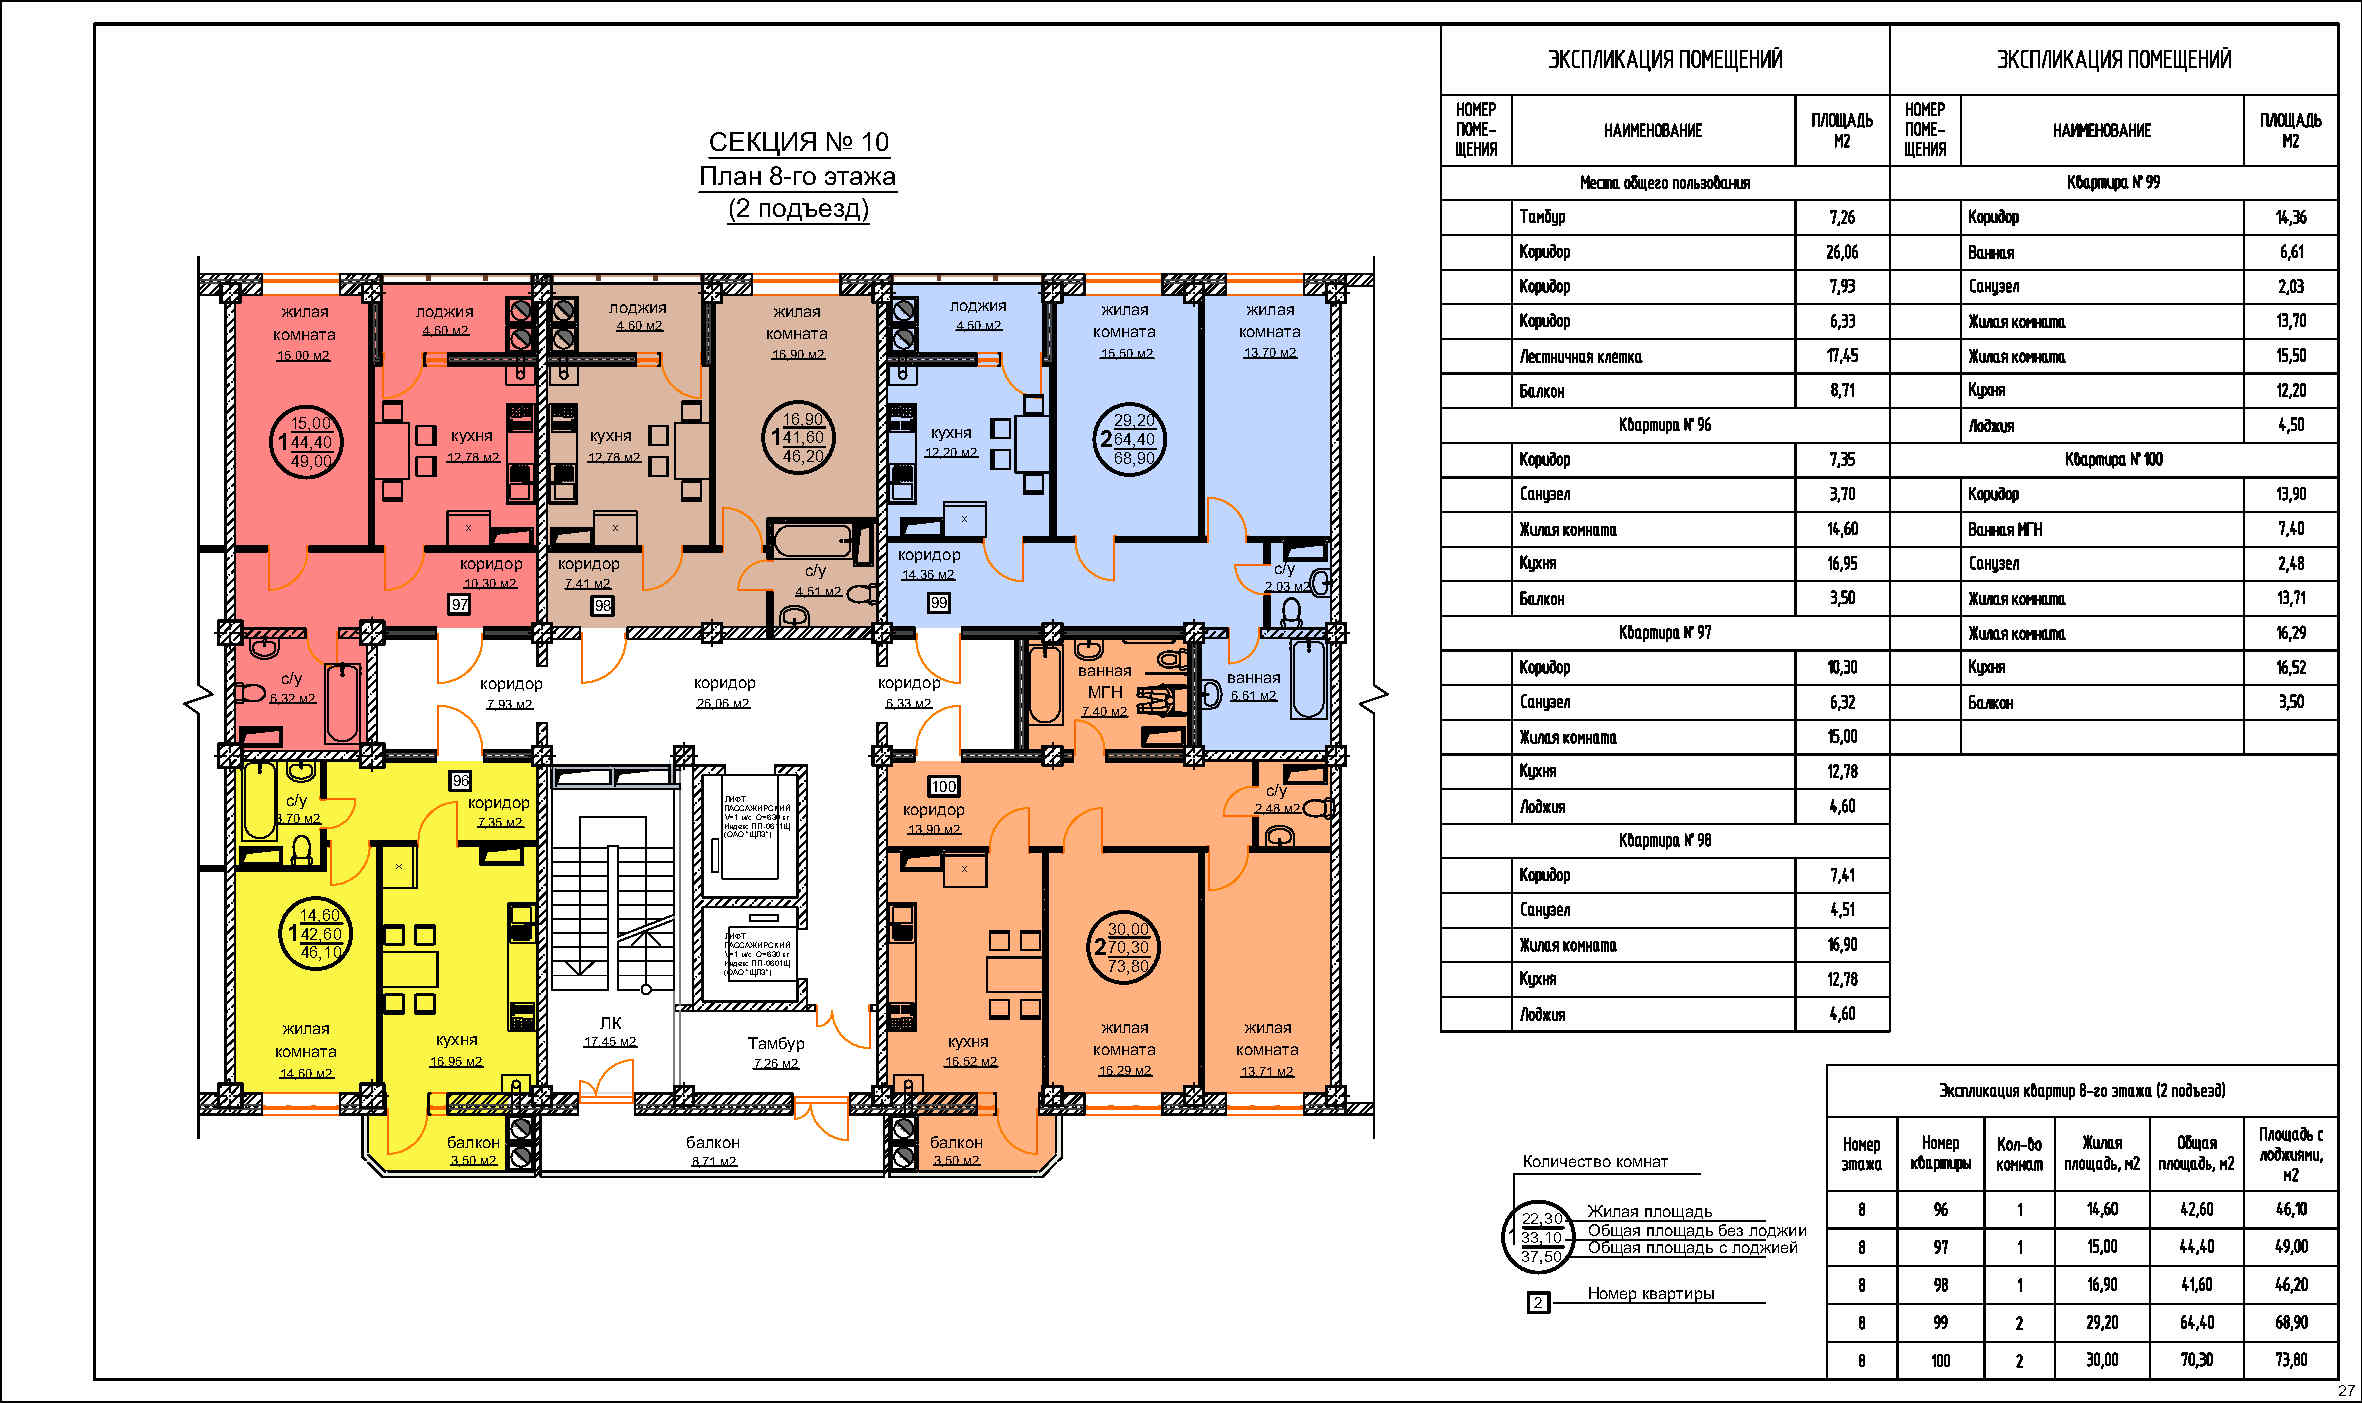 СЕКЦИЯ № 10
План 8-го этажа
(2 подъезд)
жилая
комната
15,00 м2
лоджия
4,60 м2
лоджия
4,60 м2
жилая
комната
16,90 м2
лоджия
4,50 м2
жилая
комната
15,50 м2
жилая
комната
13,70 м2
15,00
1 44,40
49,00
кухня
12,78 м2
кухня
12,78 м2
16,90
1 41,60
46,20
кухня
12,20 м2
29,20
2 64,40
68,90
x
x
x
коридор
10,30 м2
97
коридор
7,41 м2
98
с/у
4,51 м2
коридор
14,36 м2
99
с/у
2,03 м2
с/у
6,32 м2
коридор
7,93 м2
коридор
26,06 м2
коридор
6,33 м2
ванная
МГН
7,40 м2
ванная
6,61 м2
с/у
3,70 м2
96
коридор
7,35 м2
ЛИФТ
ПАССАЖИРСКИЙ
V=1 м/с Q=630 кг
Индекс ПП-0611Щ
(ОАО "ЩЛЗ")
100
коридор
13,90 м2
с/у
2,48 м2
x
x
14,60
1 42,60
46,10
ЛИФТ
ПАССАЖИРСКИЙ
V=1 м/с Q=630 кг
Индекс ПП-0601Щ
(ОАО "ЩЛЗ")
30,00
2 70,30
73,80
жилая
комната
14,60 м2
кухня
16,95 м2
ЛК
17,45 м2
Тамбур
7,26 м2
кухня
16,52 м2
жилая
комната
16,29 м2
жилая
комната
13,71 м2
балкон
3,50 м2
балкон
8,71 м2
балкон
3,50 м2
ЭКСПЛИКАЦИЯ ПОМЕЩЕНИЙ
НОМЕР ПОМЕ-ЩЕНИЯ НАИМЕНОВАНИЕ ПЛОЩАДЬ М2
Места общего пользования
Тамбур 7,26
Коридор 26,06
Коридор 7,93
Коридор 6,33
Лестничная клетка 17,45
Балкон 8,71
Квартира № 96
Коридор 7,35
Санузел 3,70
Жилая комната 14,60
Кухня 16,95
Балкон 3,50
Квартира № 97
Коридор 10,30
Санузел 6,32
Жилая комната 15,00
Кухня 12,78
Лоджия 4,60
Квартира № 98
Коридор 7,41
Санузел 4,51
Жилая комната 16,90
Кухня 12,78
Лоджия 4,60
ЭКСПЛИКАЦИЯ ПОМЕЩЕНИЙ
НОМЕР ПОМЕ-ЩЕНИЯ НАИМЕНОВАНИЕ ПЛОЩАДЬ М2
Квартира № 99
Коридор 14,36
Ванная 6,61
Санузел 2,03
Жилая комната 13,70
Жилая комната 15,50
Кухня 12,20
Лоджия 4,50
Квартира № 100
Коридор 13,90
Ванная МГН 7,40
Санузел 2,48
Жилая комната 13,71
Жилая комната 16,29
Кухня 16,52
Балкон 3,50
Количество комнат
22,30 Жилая площадь
1 33,10 Общая площадь без лоджии
37,50 Общая площадь с лоджией
2 Номер квартиры
Экспликация квартир 8-го этажа (2 подъезд)
Номер этажа Номер квартиры Кол-во комнат Жилая площадь, м2 Общая площадь, м2 Площадь с лоджиями, м2
8 96 1 14,60 42,60 46,10
8 97 1 15,00 44,40 49,00
8 98 1 16,90 41,60 46,20
8 99 2 29,20 64,40 68,90
8 100 2 30,00 70,30 73,80
27